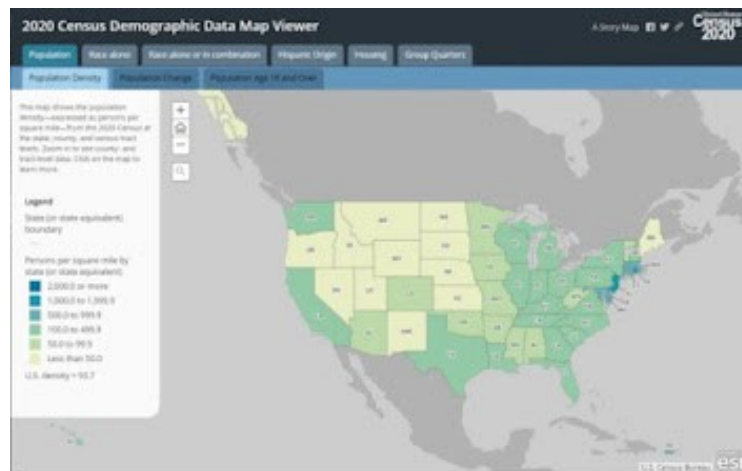 2020 Census Demographic Data Map Viewer
A Story Map
Census
2020
Population
Race alone
Race alone or in combination
Hispanic Origin
Housing
Group Quarters
Population Density
Population Change
Population Age 18 and Over
This map shows the population
density—expressed as persons per
square mile—from the 2020 Census at
the state, county, and census tract
levels. Zoom in to see county- and
tract-level data. Click on the map to
learn more.
Legend
State (or state equivalent)
boundary
Persons per square mile by
state (or state equivalent)
2,000.0 or more
1,000.0 to 1,999.9
500.0 to 999.9
100.0 to 499.9
50.0 to 99.9
Less than 50.0
U.S. density = 93.7
U.S. Census Bureau
esri